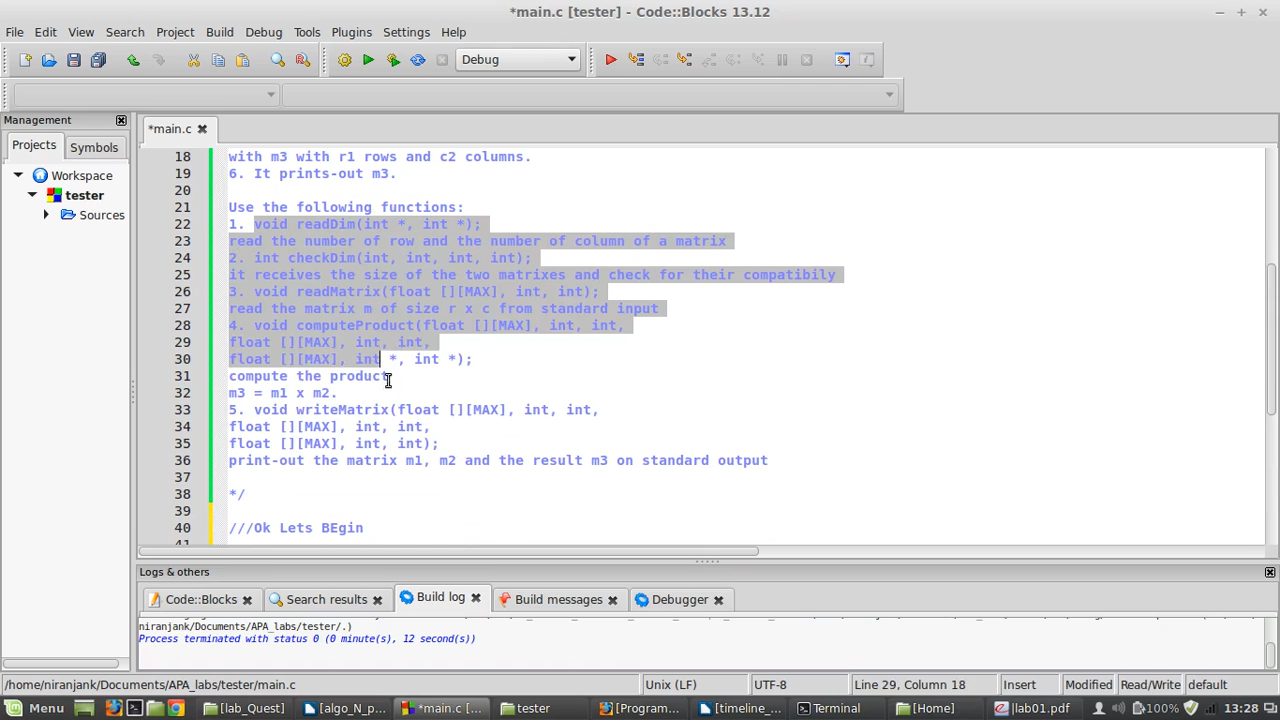 *main.c [tester] - Code::Blocks 13.12
File Edit View Search Project Build Debug Tools Plugins Settings Help
Debug
Management
*main.c
Projects Symbols
Workspace
tester
Sources
18 with m3 with r1 rows and c2 columns.
19 6. It prints-out m3.
20
21 Use the following functions:
22 1. void readDim(int *, int *);
23 read the number of row and the number of column of a matrix
24 2. int checkDim(int, int, int, int);
25 it receives the size of the two matrixes and check for their compatibily
26 3. void readMatrix(float [][MAX], int, int);
27 read the matrix m of size r x c from standard input
28 4. void computeProduct(float [][MAX], int, int,
29 float [][MAX], int, int,
30 float [][MAX], int *, int *);
31 compute the product
32 m3 = m1 x m2.
33 5. void writeMatrix(float [][MAX], int, int,
34 float [][MAX], int, int,
35 float [][MAX], int, int);
36 print-out the matrix m1, m2 and the result m3 on standard output
37
38 */
39
40 ///Ok Lets BEgin
41
Logs & others
Code::Blocks Search results Build log Build messages Debugger
niranjank/Documents/APA_labs/tester/.)
Process terminated with status 0 (0 minute(s), 12 second(s))
/home/niranjank/Documents/APA_labs/tester/main.c Unix (LF) UTF-8 Line 29, Column 18 Insert Modified Read/Write default
Menu [lab_Quest] [algo_N_p... *main.c [... tester [Program... [timeline_... Terminal [Home] [lab01.pdf 100% 13:28